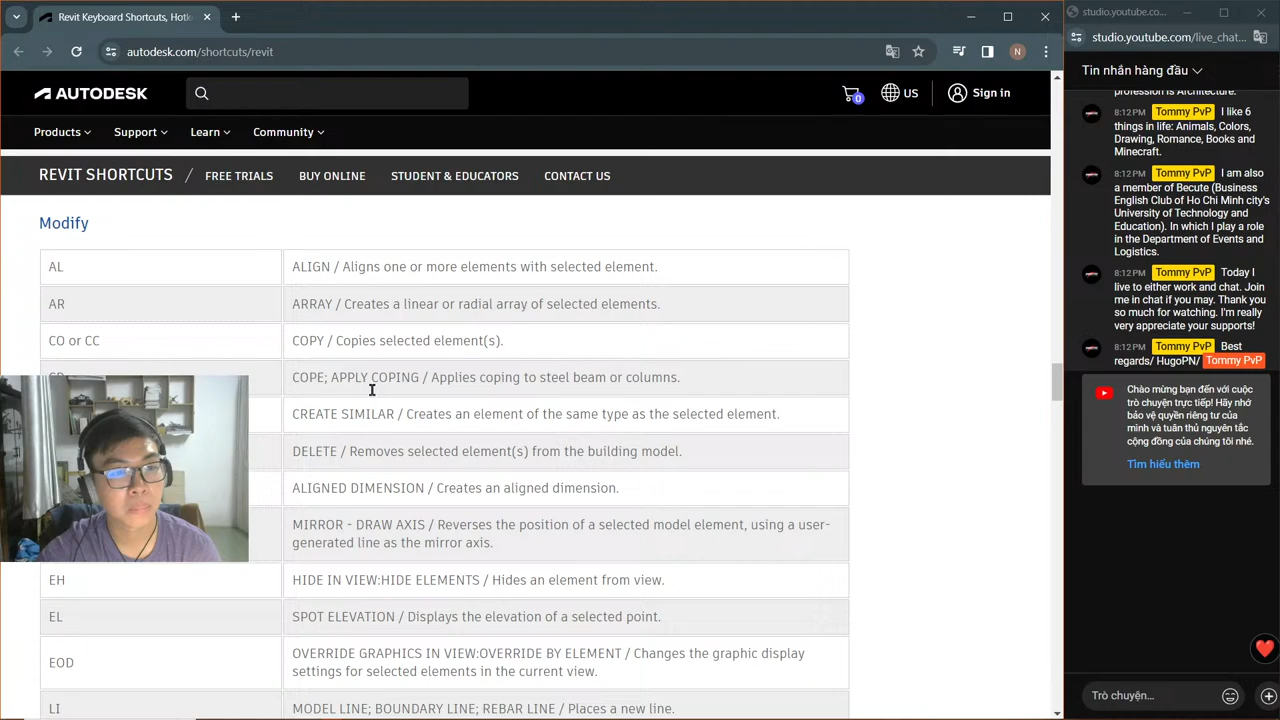 Revit Keyboard Shortcuts, Hotke
studio.youtube.co...
autodesk.com/shortcuts/revit
N
studio.youtube.com/live_chat...
AUTODESK
0
US
Sign in
Tin nhắn hàng đầu
Products
Support
Learn
Community
REVIT SHORTCUTS / FREE TRIALS BUY ONLINE STUDENT & EDUCATORS CONTACT US
Modify
AL ALIGN / Aligns one or more elements with selected element.
AR ARRAY / Creates a linear or radial array of selected elements.
CO or CC COPY / Copies selected element(s).
COPE; APPLY COPING / Applies coping to steel beam or columns.
CREATE SIMILAR / Creates an element of the same type as the selected element.
DELETE / Removes selected element(s) from the building model.
ALIGNED DIMENSION / Creates an aligned dimension.
MIRROR - DRAW AXIS / Reverses the position of a selected model element, using a user-
generated line as the mirror axis.
EH HIDE IN VIEW:HIDE ELEMENTS / Hides an element from view.
EL SPOT ELEVATION / Displays the elevation of a selected point.
EOD OVERRIDE GRAPHICS IN VIEW:OVERRIDE BY ELEMENT / Changes the graphic display
settings for selected elements in the current view.
LI MODEL LINE; BOUNDARY LINE; REBAR LINE / Places a new line.
profession is Architecture.
8:12 PM Tommy PvP I like 6
things in life: Animals, Colors,
Drawing, Romance, Books and
Minecraft.
8:12 PM Tommy PvP I am also
a member of Becute (Business
English Club of Ho Chi Minh city's
University of Technology and
Education). In which I play a role
in the Department of Events and
Logistics.
8:12 PM Tommy PvP Today I
live to either work and chat. Join
me in chat if you may. Thank you
so much for watching. I'm really
very appreciate your supports!
8:12 PM Tommy PvP Best
regards/ HugoPN/ Tommy PvP
Chào mừng bạn đến với cuộc
trò chuyện trực tiếp! Hãy nhớ
bảo vệ quyền riêng tư của
mình và tuân thủ nguyên tắc
cộng đồng của chúng tôi nhé.
Tìm hiểu thêm
Trò chuyện...